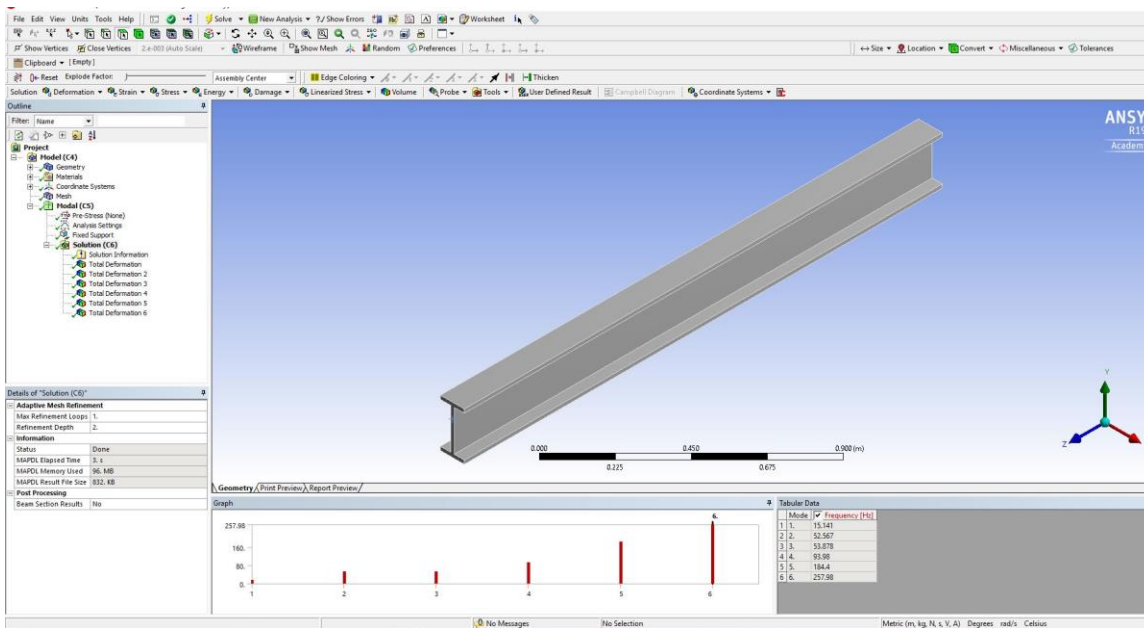 File Edit View Units Tools Help Solve New Analysis ?/ Show Errors Worksheet
Show Vertices Close Vertices 2.e-003 (Auto Scale) Wireframe Show Mesh Random Preferences Size Location Convert Miscellaneous Tolerances
Clipboard [Empty]
Reset Explode Factor: Assembly Center Edge Coloring Thicken
Solution Deformation Strain Stress Energy Damage Linearized Stress Volume Probe Tools User Defined Result Campbell Diagram Coordinate Systems
Outline
Filter: Name
Project
Model (C4)
Geometry
Materials
Coordinate Systems
Mesh
Modal (C5)
Pre-Stress (None)
Analysis Settings
Fixed Support
Solution (C6)
Solution Information
Total Deformation
Total Deformation 2
Total Deformation 3
Total Deformation 4
Total Deformation 5
Total Deformation 6
Details of "Solution (C6)"
Adaptive Mesh Refinement
Max Refinement Loops 1.
Refinement Depth 2.
Information
Status Done
MAPDL Elapsed Time 3. s
MAPDL Memory Used 96. MB
MAPDL Result File Size 832. KB
Post Processing
Beam Section Results No
ANSY
R19
Academ
Y
Z
0.000 0.450 0.900 (m)
0.225 0.675
Geometry Print Preview Report Preview
Graph
6.
257.98
160.
80.
0.
1 2 3 4 5 6
Tabular Data
Mode Frequency [Hz]
1 1. 15.141
2 2. 52.567
3 3. 53.878
4 4. 93.98
5 5. 184.4
6 6. 257.98
No Messages No Selection Metric (m, kg, N, s, V, A) Degrees rad/s Celsius